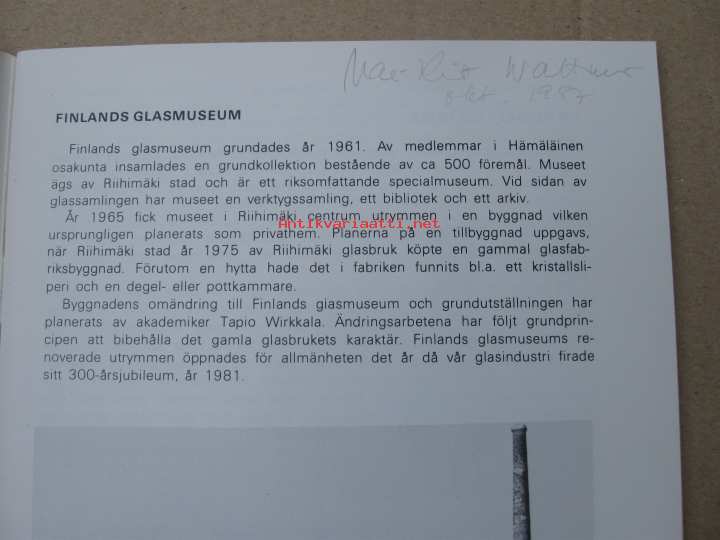 okt. 1987
FINLANDS GLASMUSEUM
Finlands glasmuseum grundades år 1961. Av medlemmar i Hämäläinen
osakunta insamlades en grundkollektion bestående av ca 500 föremål. Museet
ägs av Riihimäki stad och är ett riksomfattande specialmuseum. Vid sidan av
glassamlingen har museet en verktygssamling, ett bibliotek och ett arkiv.
År 1965 fick museet i Riihimäki centrum utrymmen i en byggnad vilken
Antikvariaatti.net
ursprungligen planerats som privathem. Planerna på en tillbyggnad uppgavs,
när Riihimäki stad år 1975 av Riihimäki glasbruk köpte en gammal glasfab-
riksbyggnad. Förutom en hytta hade det i fabriken funnits bl.a. ett kristallsli-
peri och en degel- eller pottkammare.
Byggnadens omändring till Finlands glasmuseum och grundutställningen har
planerats av akademiker Tapio Wirkkala. Ändringsarbetena har följt grundprin-
cipen att bibehålla det gamla glasbrukets karaktär. Finlands glasmuseums re-
noverade utrymmen öppnades för allmänheten det år då vår glasindustri firade
sitt 300-årsjubileum, år 1981.